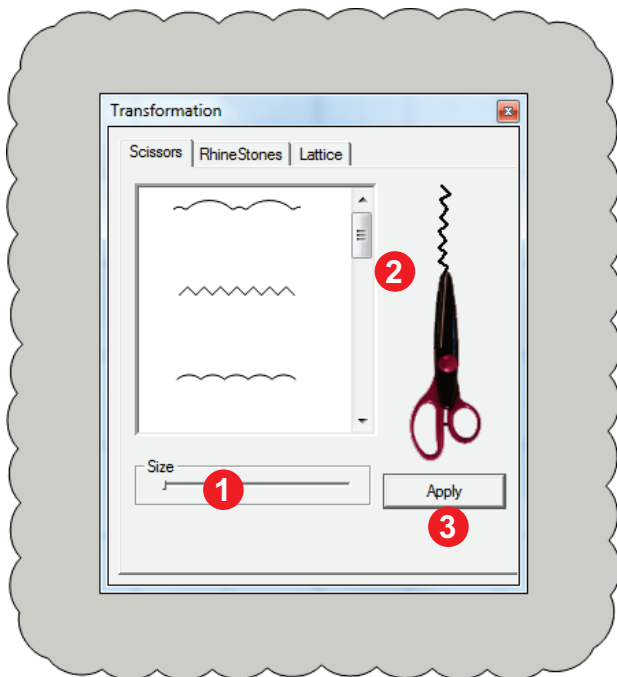 Transformation
Scissors RhineStones Lattice
2
Size
1
Apply
3